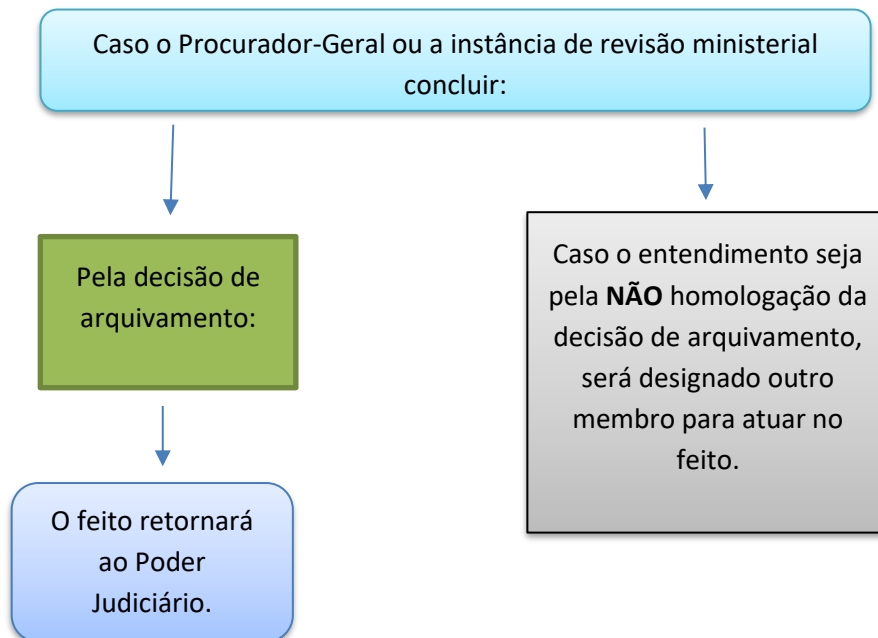 Caso o Procurador-Geral ou a instância de revisão ministerial
concluir:
Pela decisão de
arquivamento:
O feito retornará
ao Poder
Judiciário.
Caso o entendimento seja
pela NÃO homologação da
decisão de arquivamento,
será designado outro
membro para atuar no
feito.